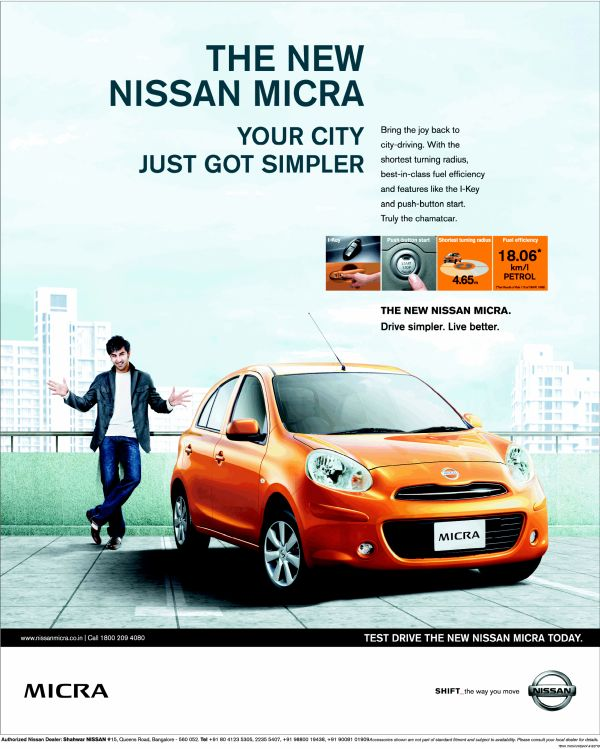 THE NEW
NISSAN MICRA
YOUR CITY
JUST GOT SIMPLER
Bring the joy back to
city-driving. With the
shortest turning radius,
best-in-class fuel efficiency
and features like the I-Key
and push-button start.
Truly the chamatcar.
I-Key
Push-button start
START
STOP
Shortest turning radius
4.65m
Fuel efficiency
18.06*
km/l
PETROL
THE NEW NISSAN MICRA.
Drive simpler. Live better.
MICRA
www.nissanmicra.co.in | Call 1800 209 4080
TEST DRIVE THE NEW NISSAN MICRA TODAY.
MICRA
SHIFT_the way you move
NISSAN
Authorized Nissan Dealer: Shahwar NISSAN #15, Queens Road, Bangalore - 560 052. Tel +91 80 4123 5305, 2235 5407, +91 98800 19438, +91 90081 01909 Accessories shown are not part of standard fitment and subject to availability. Please consult your local dealer for details.